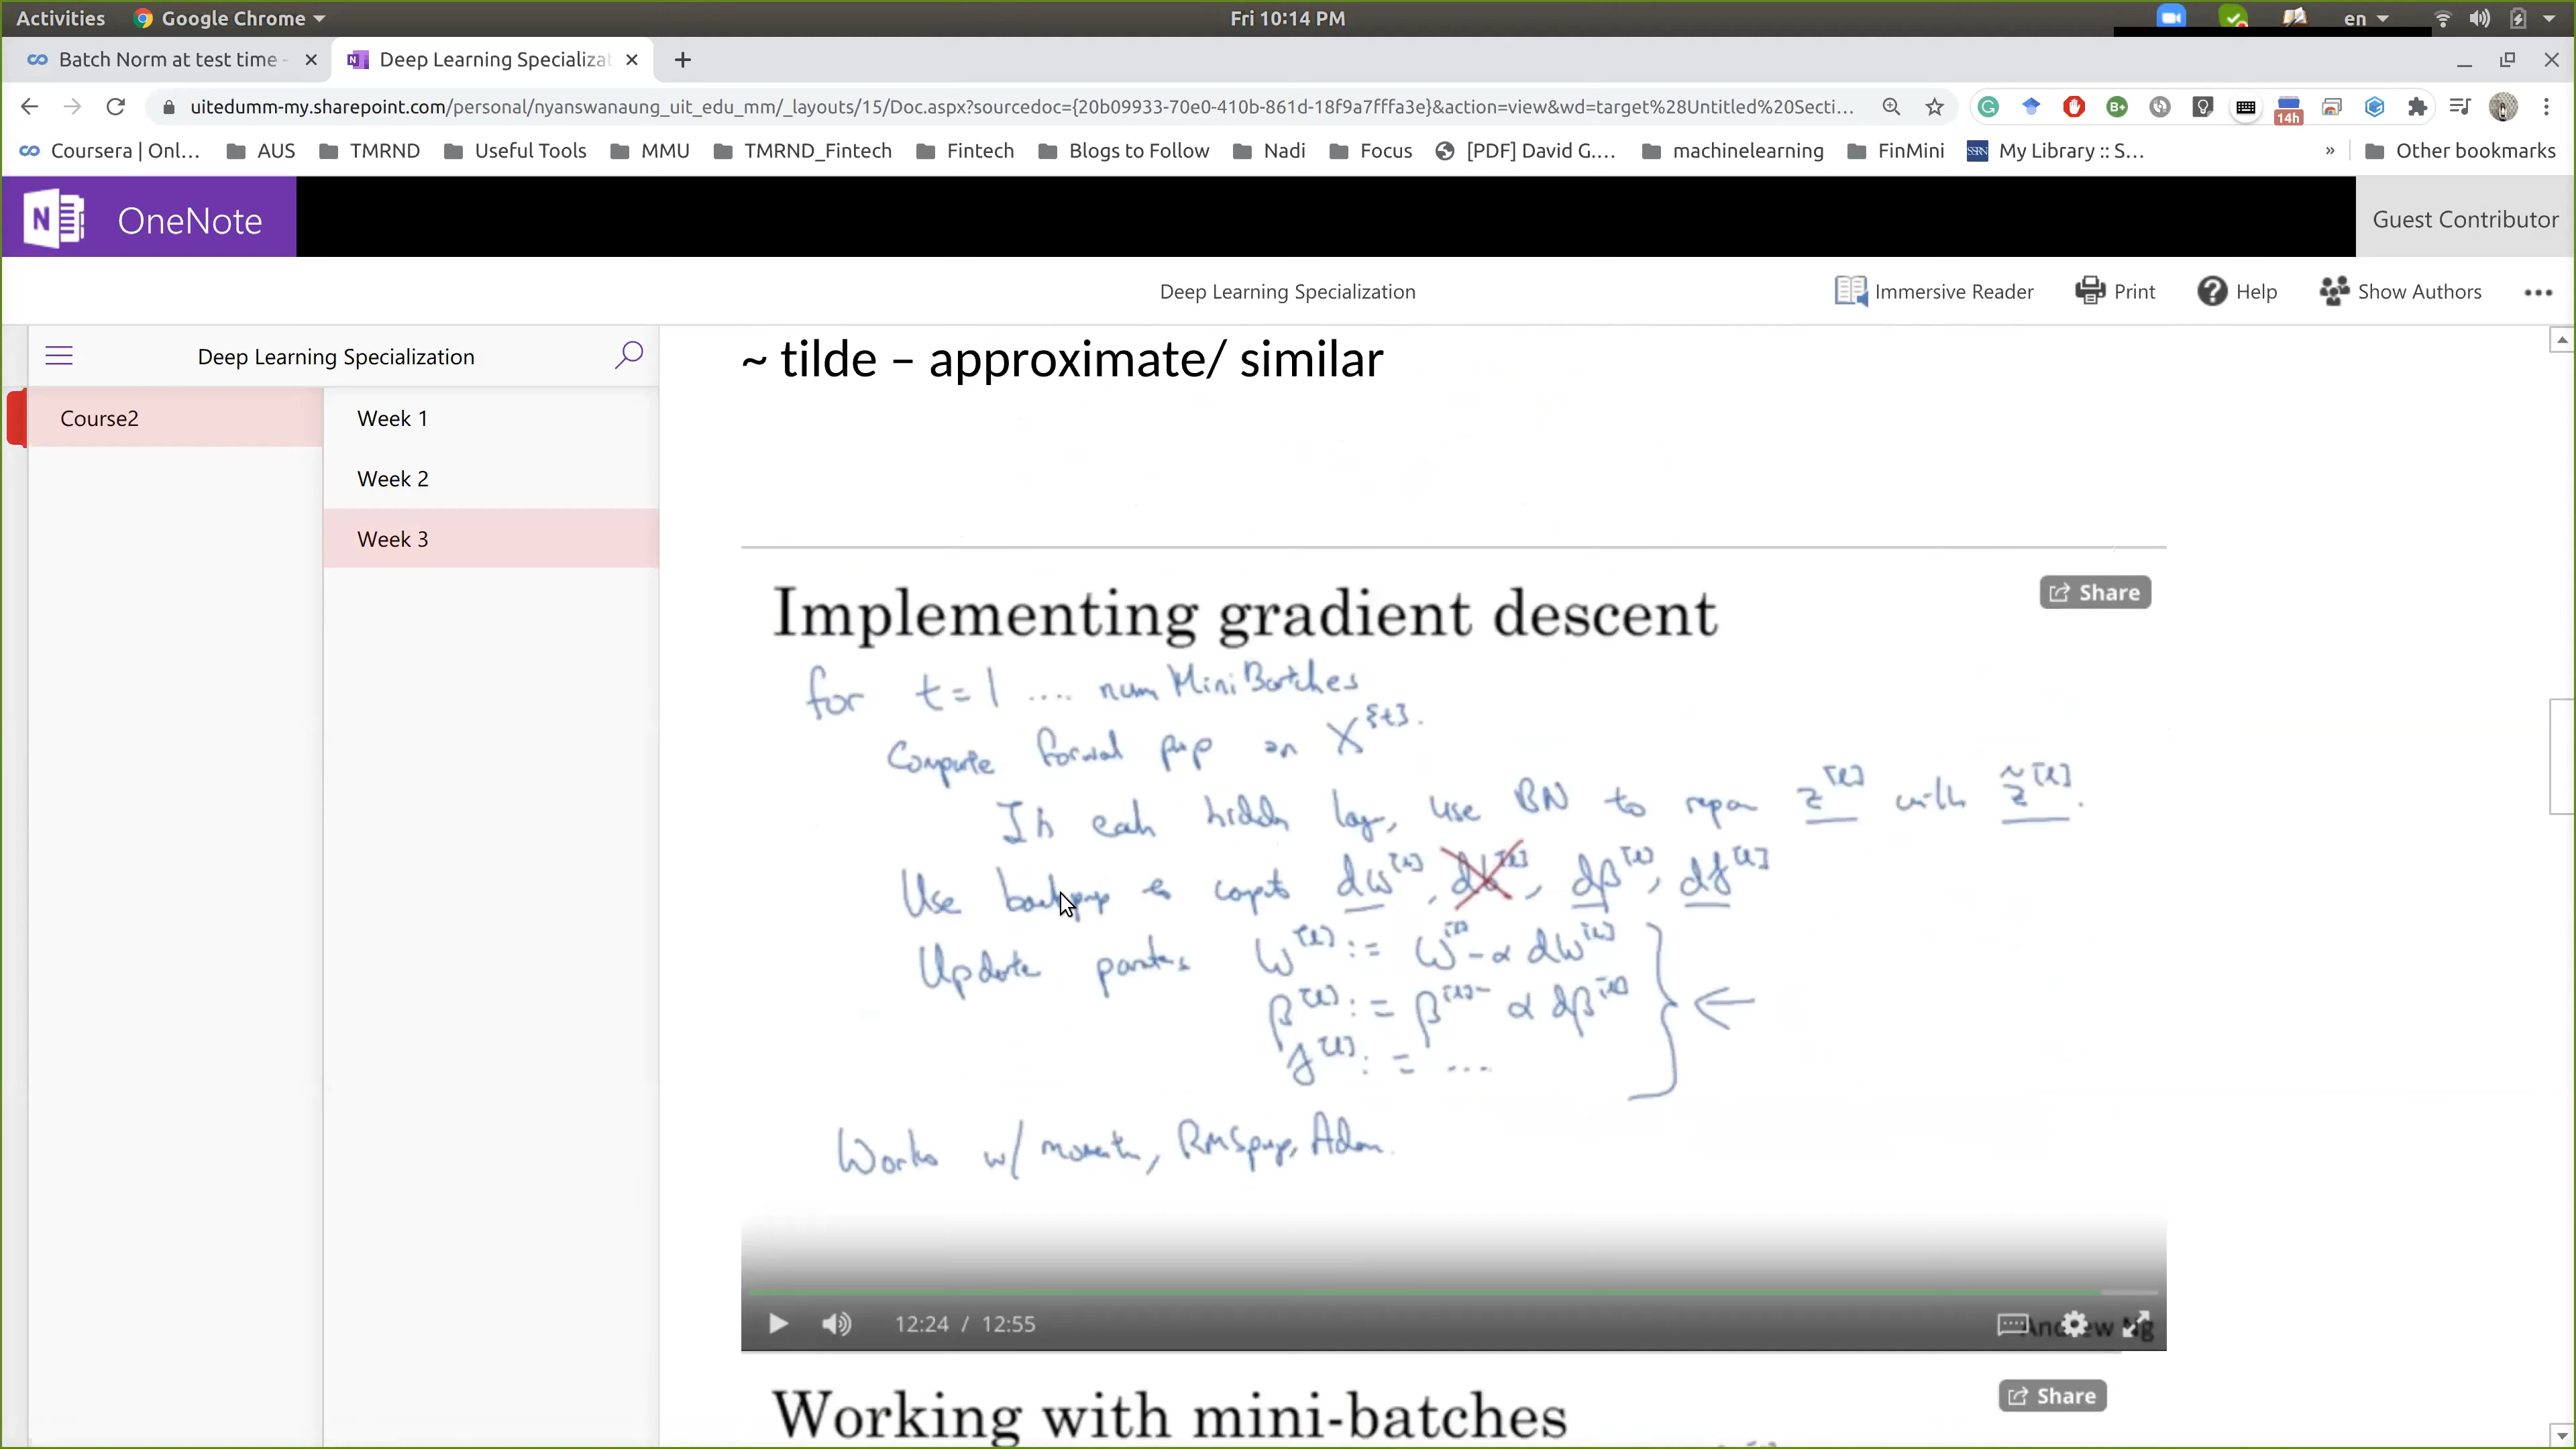 Activities Google Chrome Fri 10:14 PM en
Batch Norm at test time - Deep Learning Specializat
uitedumm-my.sharepoint.com/personal/nyanswanaung_uit_edu_mm/_layouts/15/Doc.aspx?sourcedoc={20b09933-70e0-410b-861d-18f9a7fffa3e}&action=view&wd=target%28Untitled%20Secti... 14h
Coursera | Onl... AUS TMRND Useful Tools MMU TMRND_Fintech Fintech Blogs to Follow Nadi Focus [PDF] David G.... machinelearning FinMini My Library :: S... » Other bookmarks
OneNote Guest Contributor
Deep Learning Specialization Immersive Reader Print Help Show Authors
Deep Learning Specialization
Course2
Week 1
Week 2
Week 3
~ tilde – approximate/ similar
Implementing gradient descent Share
for t = 1 .... num MiniBatches
Compute forward prop on X^{t}.
In each hidden lay, use BN to z^[l] with z̃^[l].
Use backprop to compute dW^[l], db^[l], dβ^[l], dγ^[l]
Update W^[l] := W^[l] - α dW^[l]
β^[l] := β^[l] - α dβ^[l]
γ^[l] := ...
Works w/ RMSprop, Adam.
12:24 / 12:55 Andrew Ng
Working with mini-batches Share